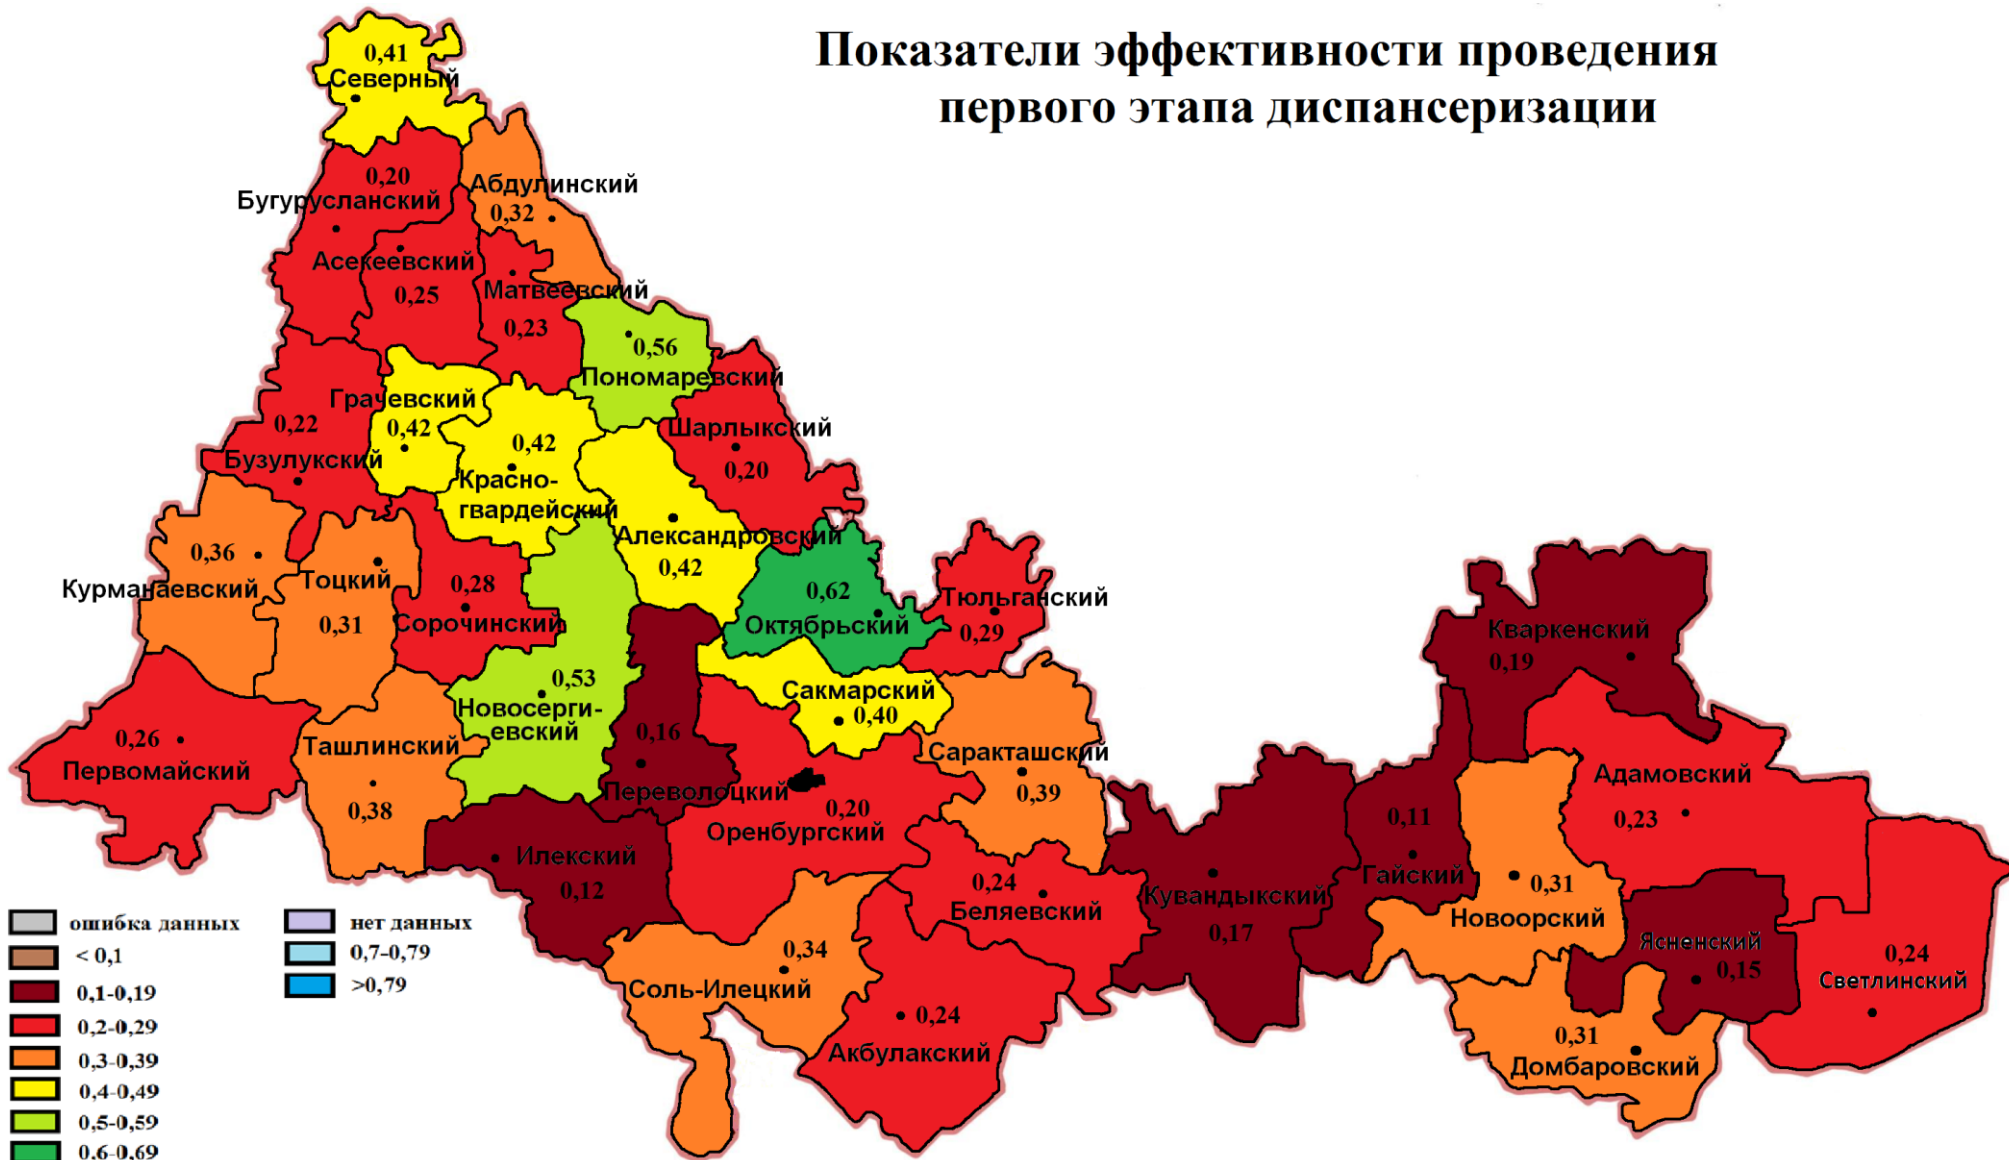 Показатели эффективности проведения
первого этапа диспансеризации
0,41
Северный
0,20
Бугурусланский
Абдулинский
0,32
Асекеевский
0,25
Матвеевский
0,23
0,56
Пономаревский
Грачевский
0,42
0,22
Бузулукский
0,42
Красно-
гвардейский
Шарлыкский
0,20
Александровский
0,42
0,36
Курманаевский
Тоцкий
0,31
0,28
Сорочинский
0,62
Октябрьский
Тюльганский
0,29
Кваркенский
0,19
0,53
Новосерги-
евский
Сакмарский
0,40
0,26
Первомайский
Ташлинский
0,38
0,16
Переволоцкий
0,20
Оренбургский
Саракташский
0,39
Адамовский
0,23
0,11
Гайский
Илекский
0,12
0,24
Беляевский
Кувандыкский
0,17
0,31
Новоорский
Ясненский
0,15
0,24
Светлинский
0,34
Соль-Илецкий
0,24
Акбулакский
0,31
Домбаровский
ошибка данных
< 0,1
0,1-0,19
0,2-0,29
0,3-0,39
0,4-0,49
0,5-0,59
0,6-0,69
нет данных
0,7-0,79
>0,79